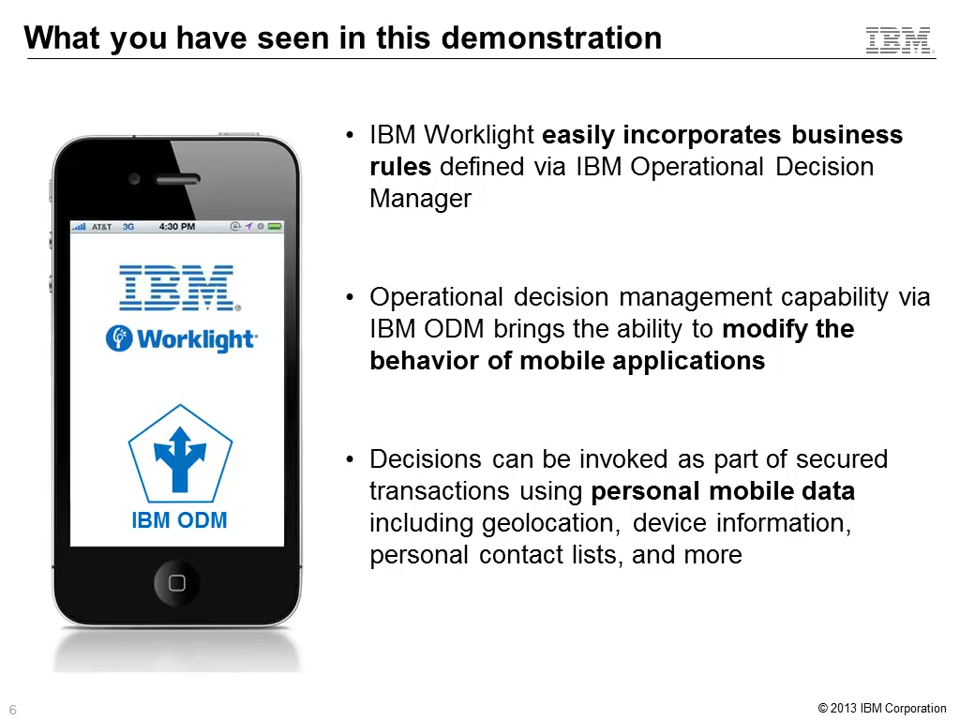 What you have seen in this demonstration
IBM
• IBM Worklight easily incorporates business
rules defined via IBM Operational Decision
Manager
• Operational decision management capability via
IBM ODM brings the ability to modify the
behavior of mobile applications
• Decisions can be invoked as part of secured
transactions using personal mobile data
including geolocation, device information,
personal contact lists, and more
AT&T 3G 4:30 PM
IBM®
Worklight
IBM ODM
6
© 2013 IBM Corporation